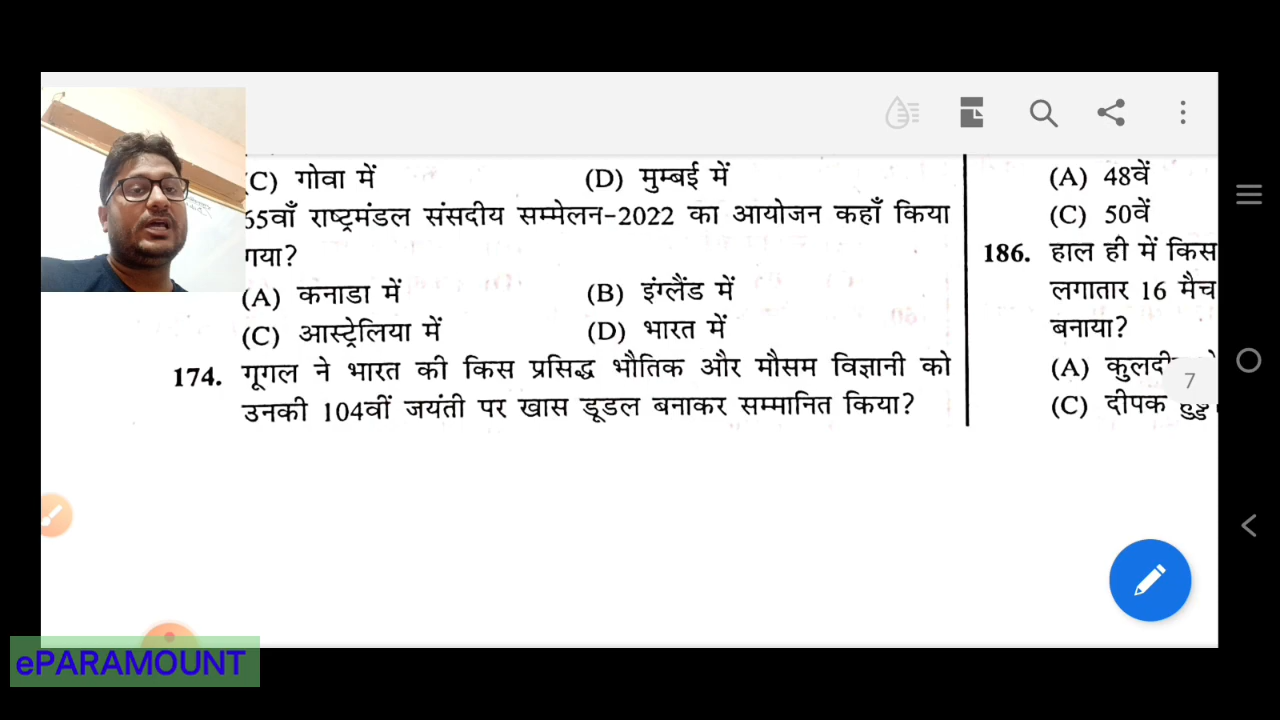 (C) गोवा में (D) मुम्बई में
65वाँ राष्ट्रमंडल संसदीय सम्मेलन-2022 का आयोजन कहाँ किया
गया?
(A) कनाडा में (B) इंग्लैंड में
(C) आस्ट्रेलिया में (D) भारत में
174. गूगल ने भारत की किस प्रसिद्ध भौतिक और मौसम विज्ञानी को
उनकी 104वीं जयंती पर खास डूडल बनाकर सम्मानित किया?
(A) 48वें
(C) 50वें
186. हाल ही में किस
लगातार 16 मैच
बनाया?
(A)
(C) दीपक
7
ePARAMOUNT